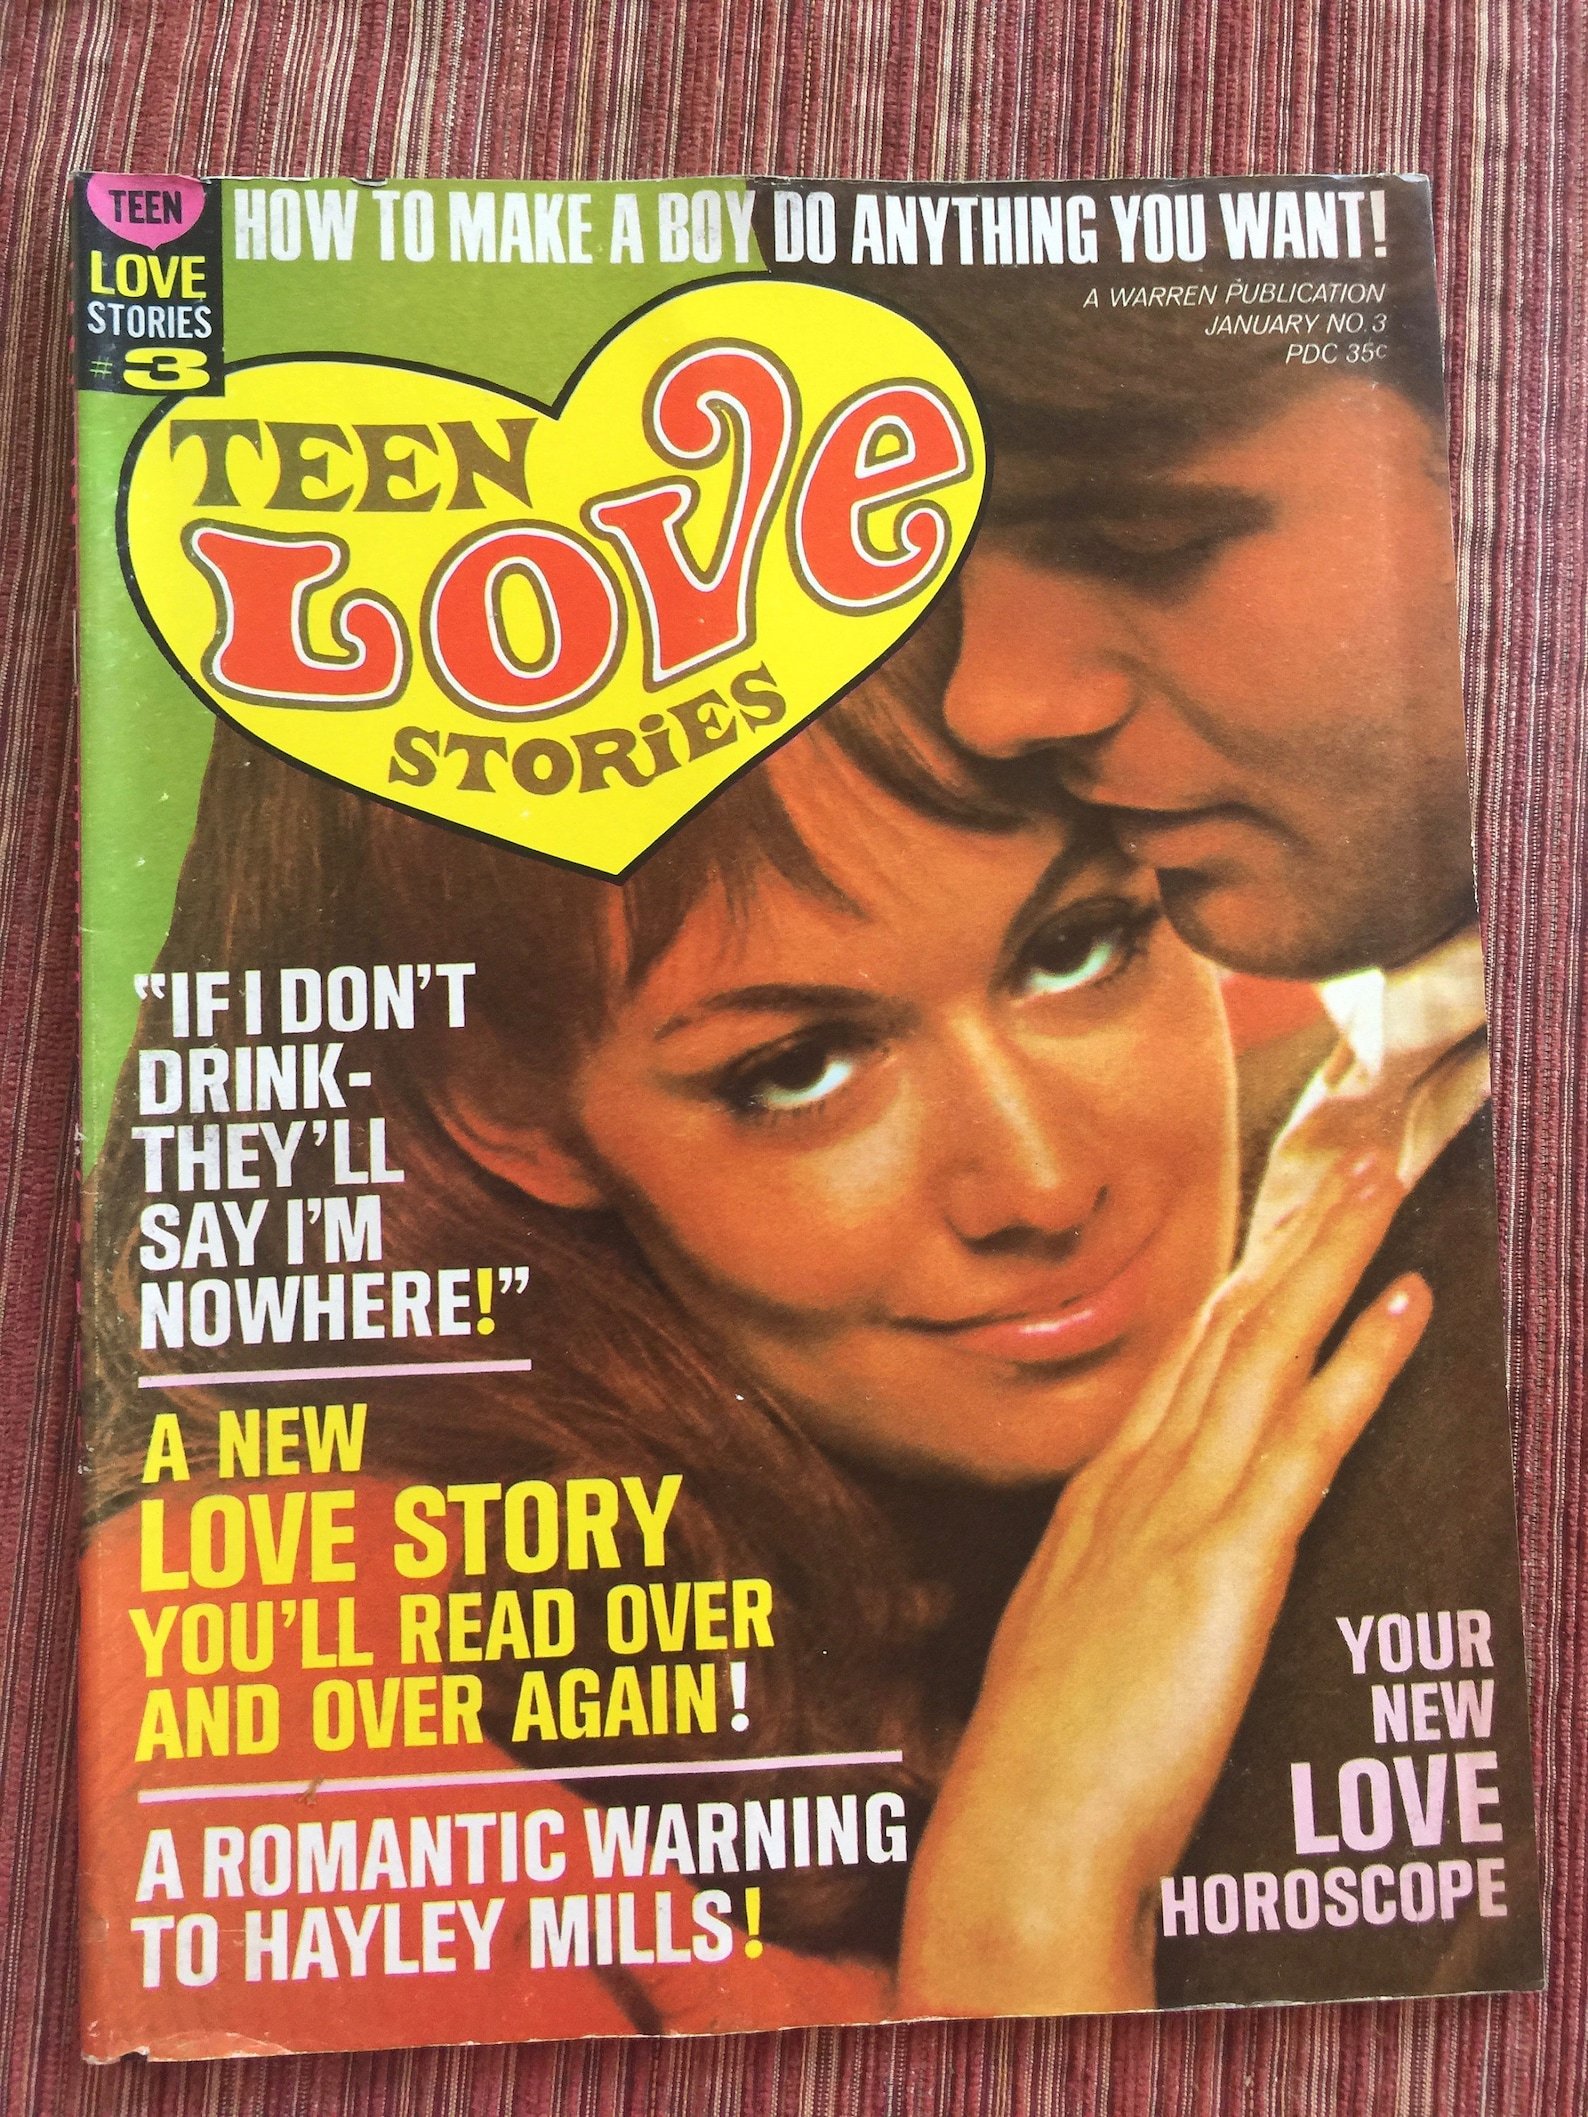 TEEN
LOVE
STORIES
#3
HOW TO MAKE A BOY DO ANYTHING YOU WANT!
A WARREN PUBLICATION
JANUARY NO. 3
PDC 35¢
TEEN
LOVE
STORiES
"IF I DON'T
DRINK-
THEY'LL
SAY I'M
NOWHERE!"
A NEW
LOVE STORY
YOU'LL READ OVER
AND OVER AGAIN!
A ROMANTIC WARNING
TO HAYLEY MILLS!
YOUR
NEW
LOVE
HOROSCOPE